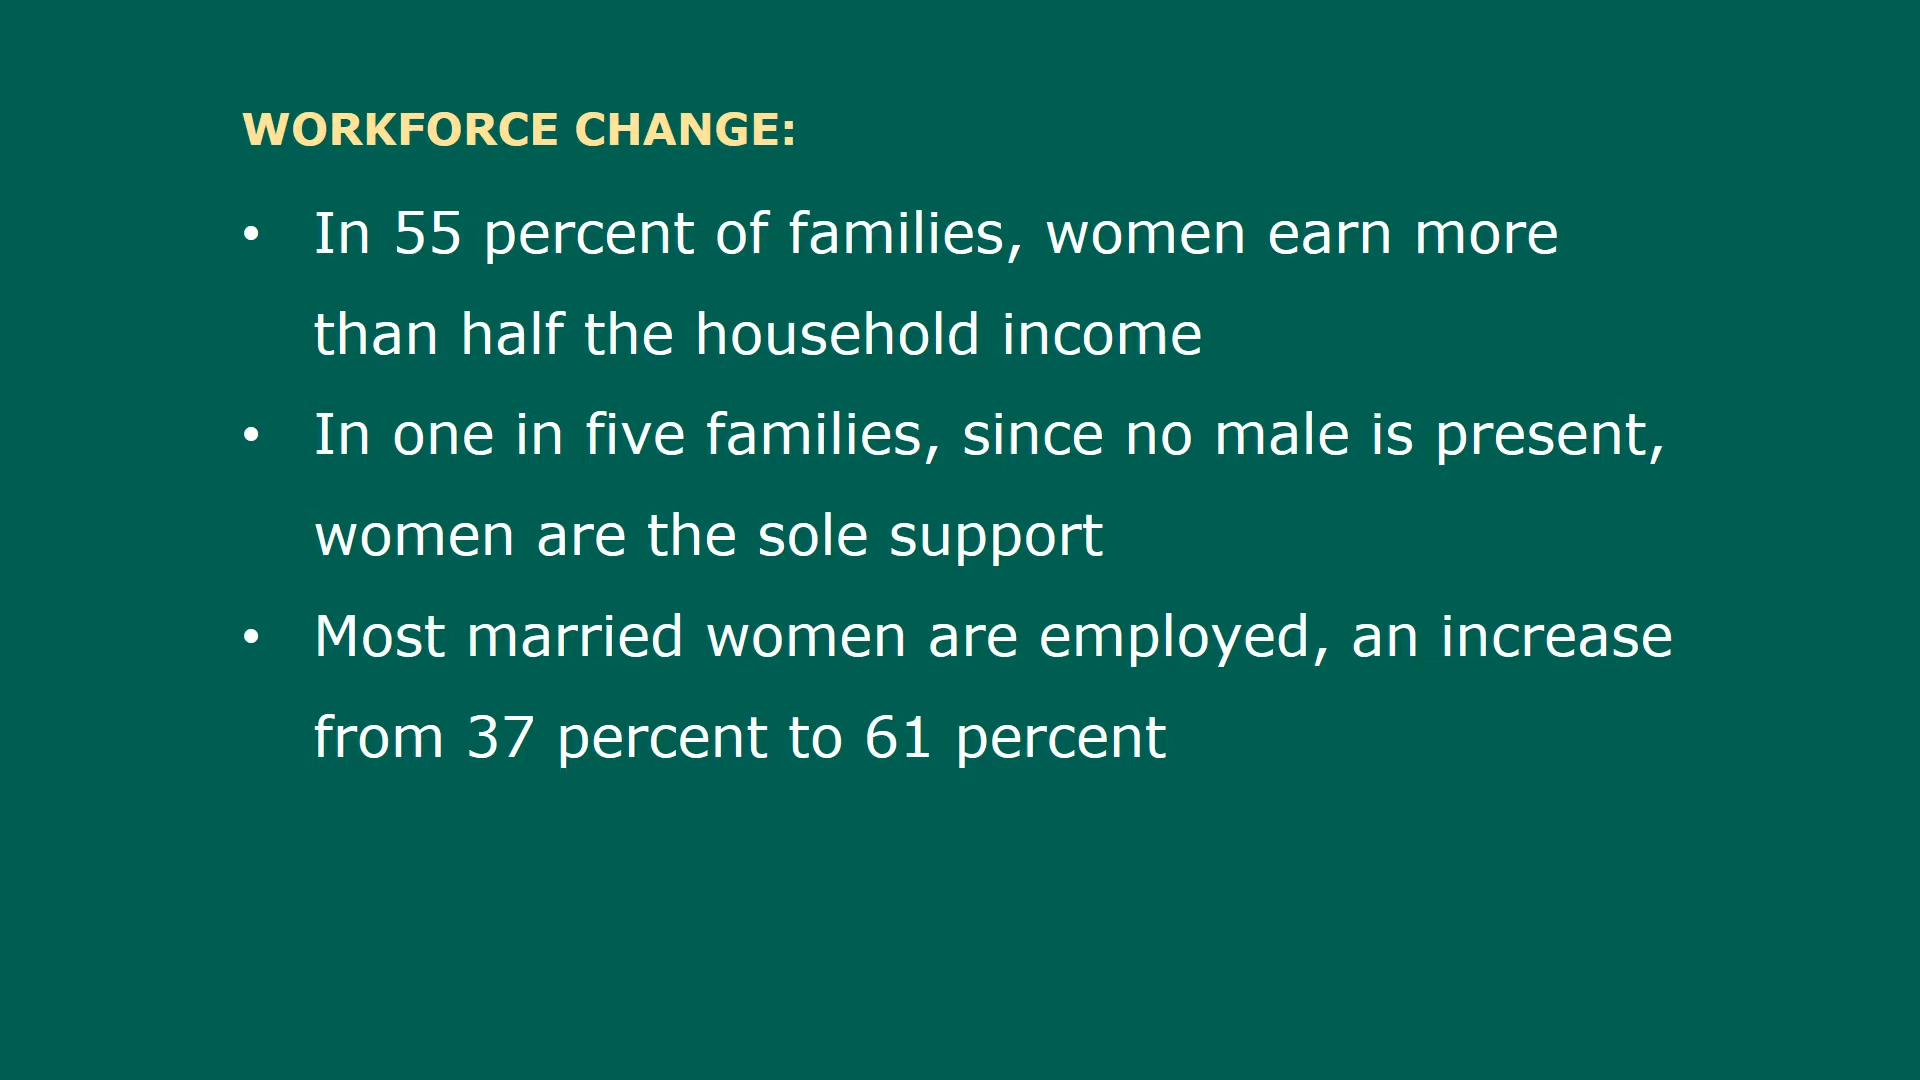 WORKFORCE CHANGE:
• In 55 percent of families, women earn more
than half the household income
• In one in five families, since no male is present,
women are the sole support
• Most married women are employed, an increase
from 37 percent to 61 percent